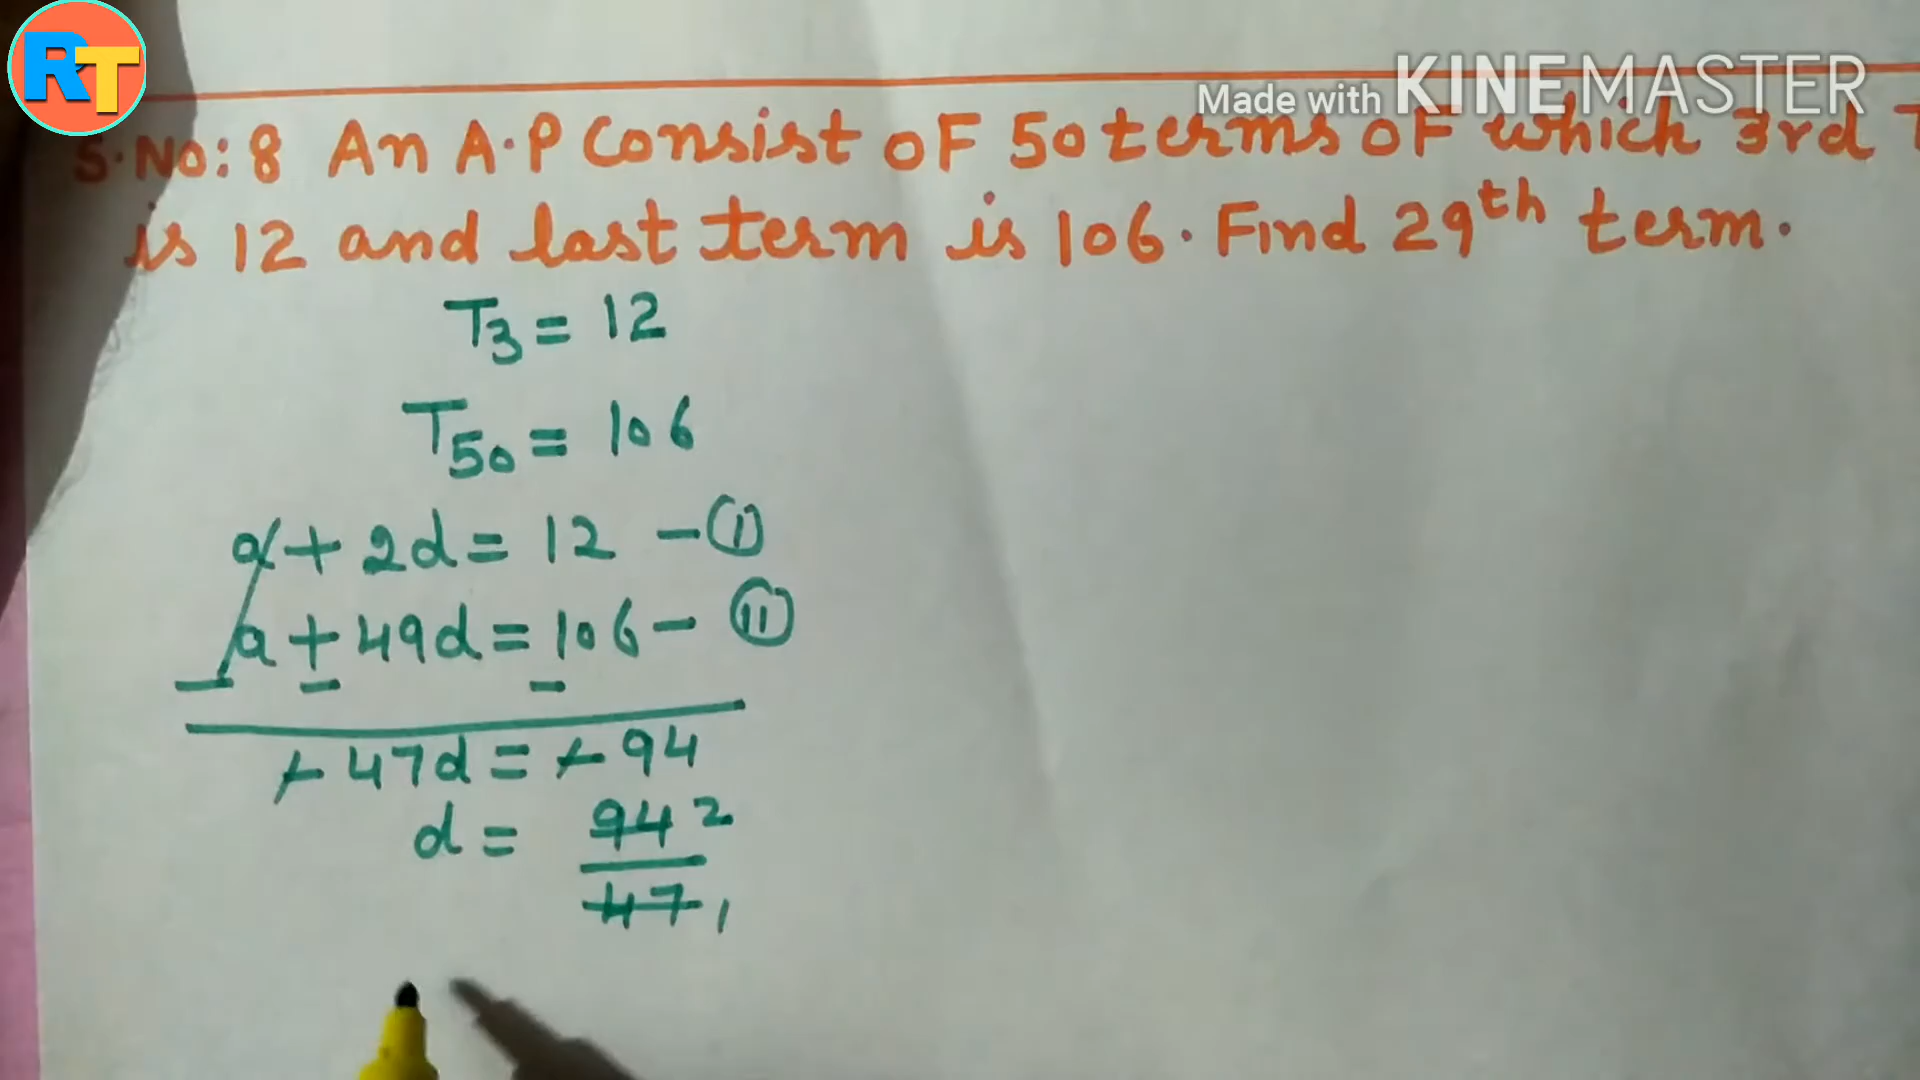 RT
Made with KINEMASTER
S.No: 8 An A.P consist oF 50 terms oF which 3rd T
is 12 and last term is 106. Find 29th term.
T3 = 12
T50 = 106
a + 2d = 12 - (I)
a + 49d = 106 - (II)
- - -
- 47d = - 94
d = 94 2
47 1